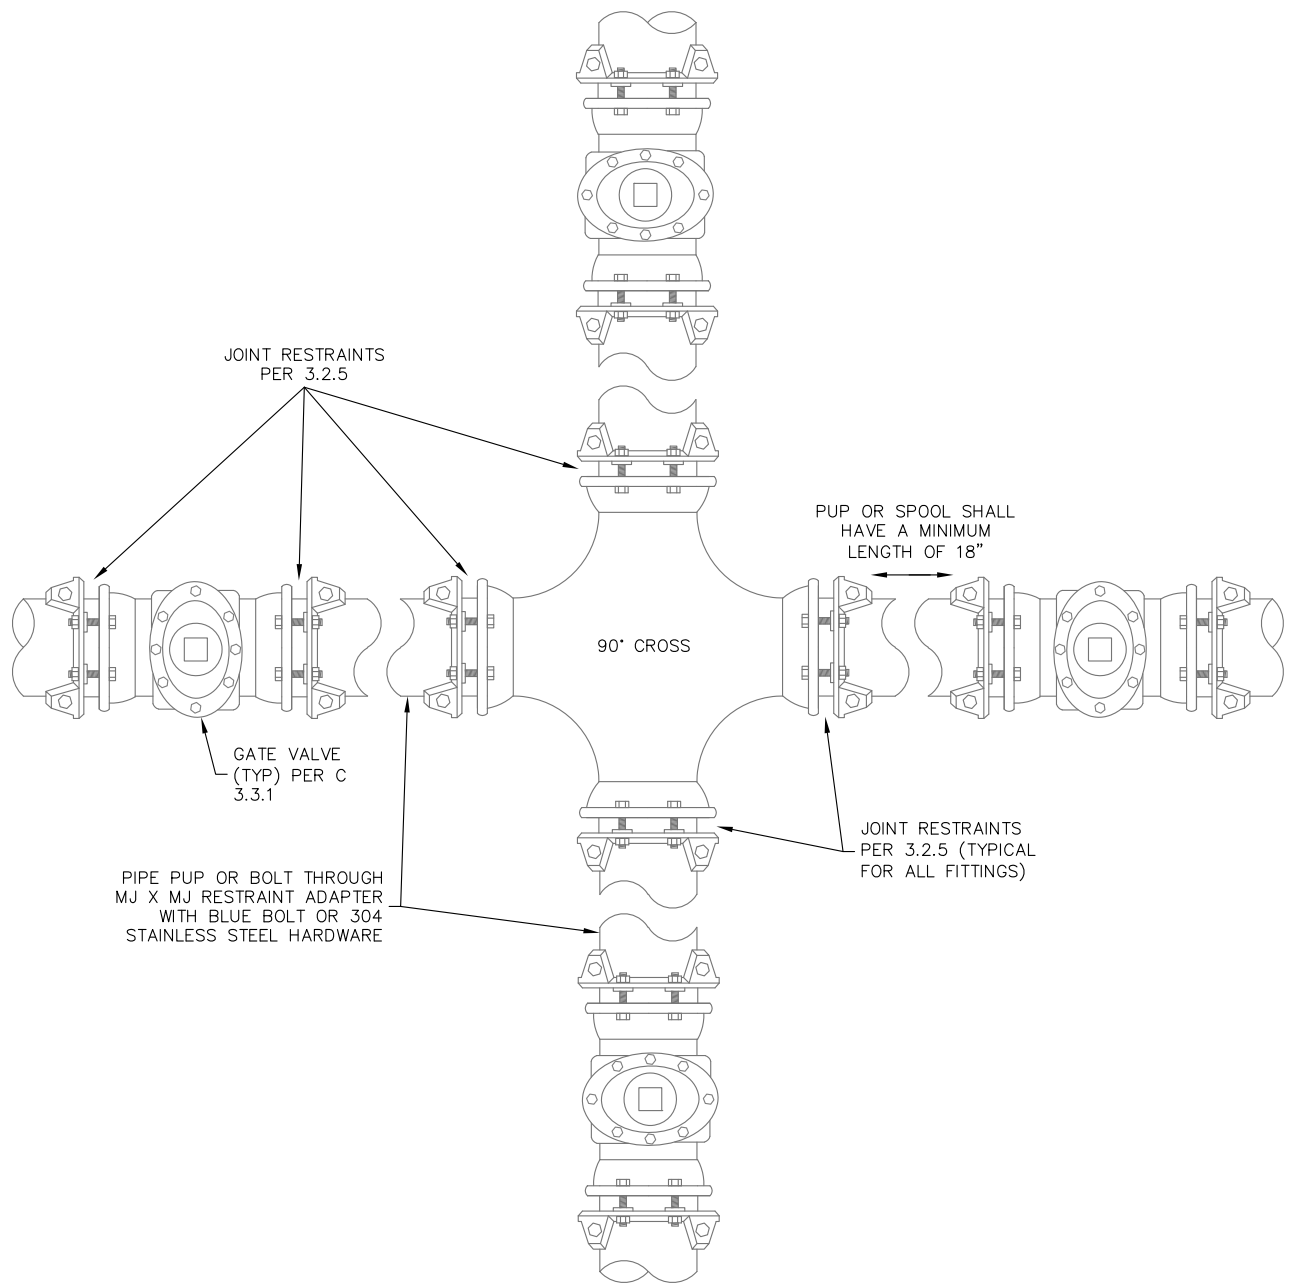 JOINT RESTRAINTS
PER 3.2.5
PUP OR SPOOL SHALL
HAVE A MINIMUM
LENGTH OF 18”
90° CROSS
GATE VALVE
(TYP) PER C
3.3.1
JOINT RESTRAINTS
PER 3.2.5 (TYPICAL
FOR ALL FITTINGS)
PIPE PUP OR BOLT THROUGH
MJ X MJ RESTRAINT ADAPTER
WITH BLUE BOLT OR 304
STAINLESS STEEL HARDWARE